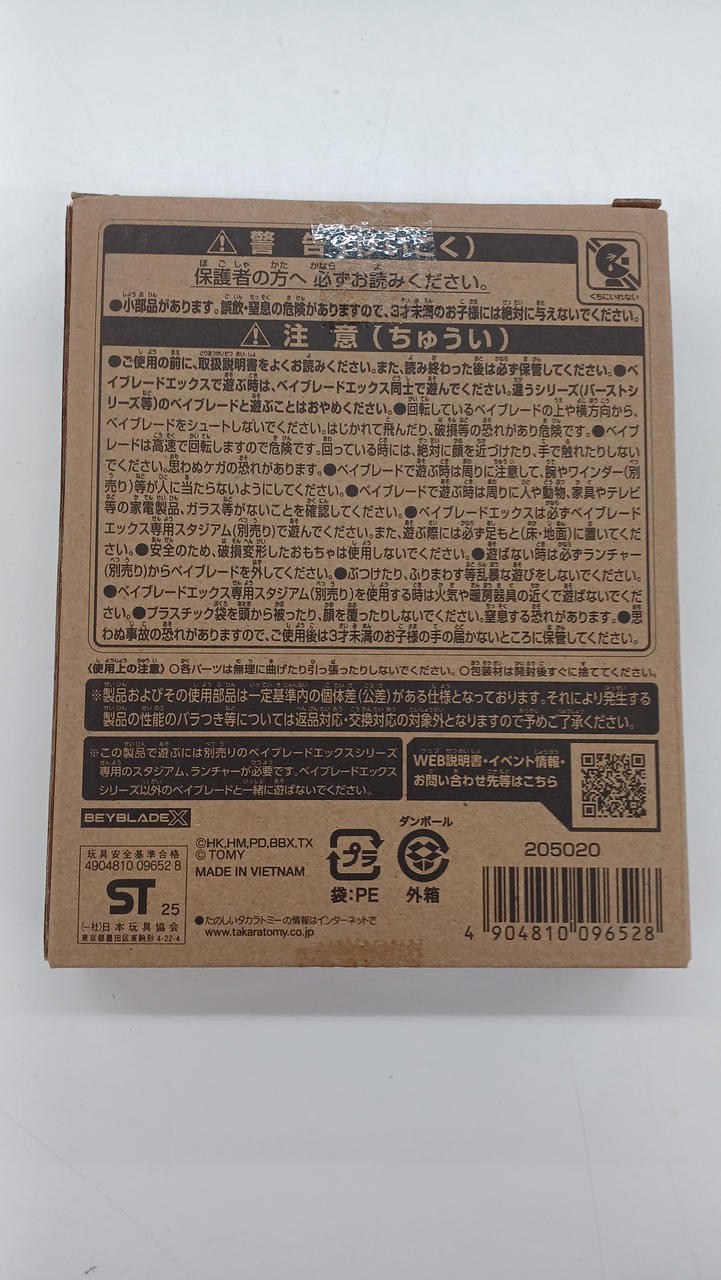 警告
くちにいれない
保護者の方へ 必ずお読みください。
●小部品があります。誤飲・窒息の危険がありますので、3才未満のお子様には絶対に与えないでください。
注意(ちゅうい)
●ご使用の前に、取扱説明書をよくお読みください。また、読み終わった後は必ず保管してください。●ベ
イブレードエックスで遊ぶ時は、ベイブレードエックス同士で遊んでください。違うシリーズ(バーストシ
リーズ等)のベイブレードと遊ぶことはおやめください。●回転しているベイブレードの上や横方向から、
ベイブレードをシュートしないでください。はじかれて飛んだり、破損等の恐れがあり危険です。●ベイブ
レードは高速で回転しますので危険です。回っている時には、絶対に顔を近づけたり、手で触れたりしない
でください。思わぬケガの恐れがあります。●ベイブレードで遊ぶ時は周りに注意して、腕やワインダー(別
売り)等が人に当たらないようにしてください。●ベイブレードで遊ぶ時は周りに人や動物、家具やテレビ
等の家電製品、ガラス等がないことを確認してください。●ベイブレードエックスは必ずベイブレード
エックス専用スタジアム(別売り)で遊んでください。また、遊ぶ際には必ず足もと(床・地面)に置いてくだ
さい。●安全のため、破損変形したおもちゃは使用しないでください。●遊ばない時は必ずランチャー
(別売り)からベイブレードを外してください。●ぶつけたり、ふりまわす等乱暴な遊びをしないでください。
●ベイブレードエックス専用スタジアム(別売り)を使用する時は火気や暖房器具の近くで遊ばないでくださ
い。●プラスチック袋を頭から被ったり、顔を覆ったりしないでください。窒息する恐れがあります。●思
わぬ事故の恐れがありますので、ご使用後は3才未満のお子様の手の届かないところに保管してください。
〈使用上の注意〉 ○各パーツは無理に曲げたり引っ張ったりしないでください。○包装材は開封後すぐに捨ててください。
※製品およびその使用部品は一定基準内の個体差(公差)がある仕様となっております。それにより発生する
製品の性能のバラつき等については返品対応・交換対応の対象外となりますので予めご了承ください。
※この製品で遊ぶには別売りのベイブレードエックスシリーズ
専用のスタジアム、ランチャーが必要です。ベイブレードエックス
シリーズ以外のベイブレードと一緒に遊ばないでください。
WEB説明書・イベント情報・
お問い合わせ先等はこちら
BEYBLADE X
玩具安全基準合格
4904810 09652 8
ST 25
(一社)日本玩具協会
東京都墨田区東駒形 4-22-4
©HK,HM,PD,BBX,TX
© TOMY
MADE IN VIETNAM
●たのしいタカラトミーの情報はインターネットで
www.takaratomy.co.jp
プラ
袋:PE
ダンボール
外箱
205020
4 904810 096528